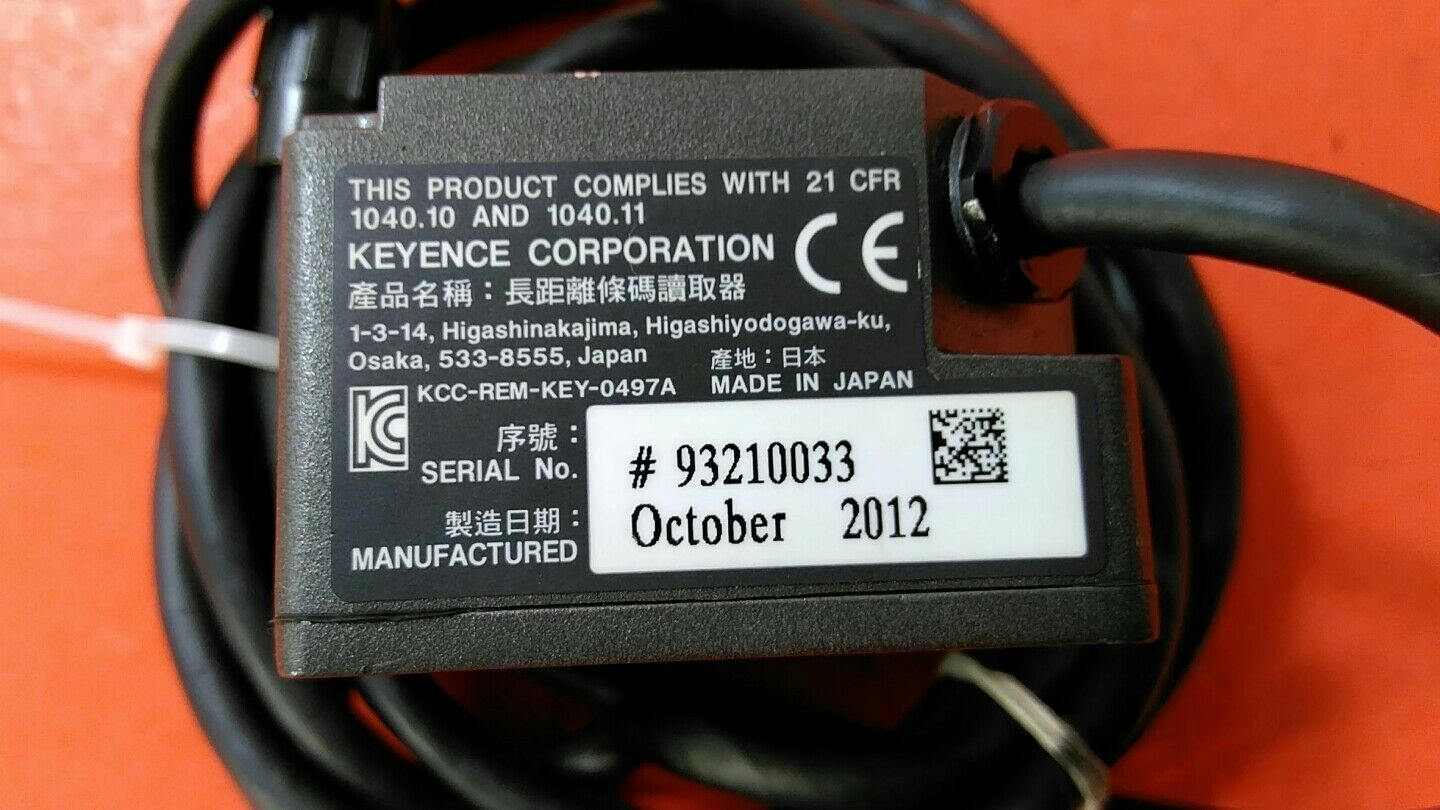 THIS PRODUCT COMPLIES WITH 21 CFR
1040.10 AND 1040.11
KEYENCE CORPORATION CE
產品名稱：長距離條碼讀取器
1-3-14, Higashinakajima, Higashiyodogawa-ku,
Osaka, 533-8555, Japan 產地：日本
KCC-REM-KEY-0497A MADE IN JAPAN
序號：
SERIAL No. # 93210033
製造日期：
MANUFACTURED October 2012